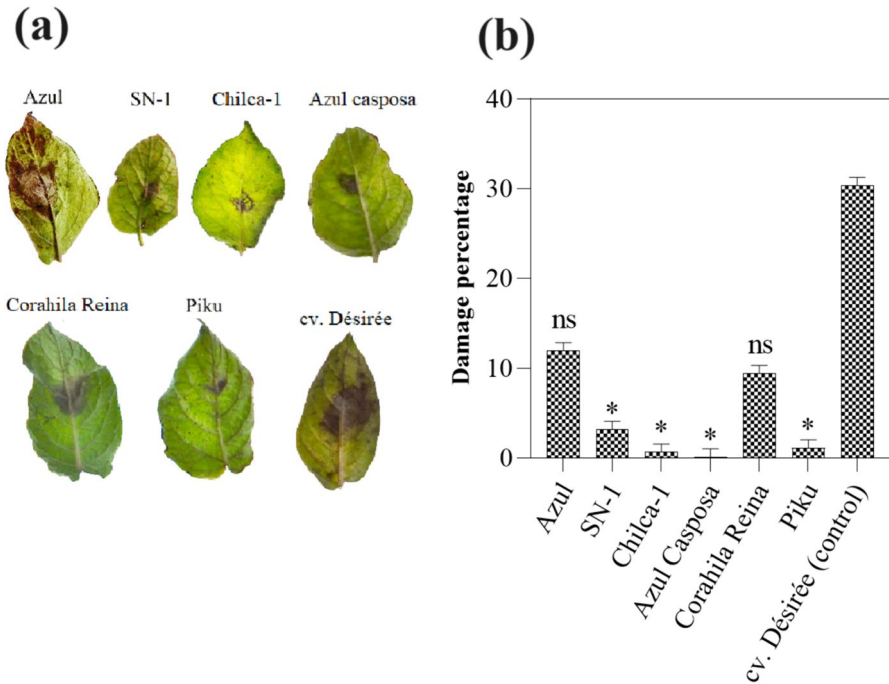 (a)
Azul
SN-1
Chilca-1
Azul casposa
Corahila Reina
Piku
cv. Désirée
(b)
Damage percentage
40
30
20
10
0
ns
*
*
*
ns
*
Azul
SN-1
Chilca-1
Azul Casposa
Corahila Reina
Piku
cv. Désirée (control)